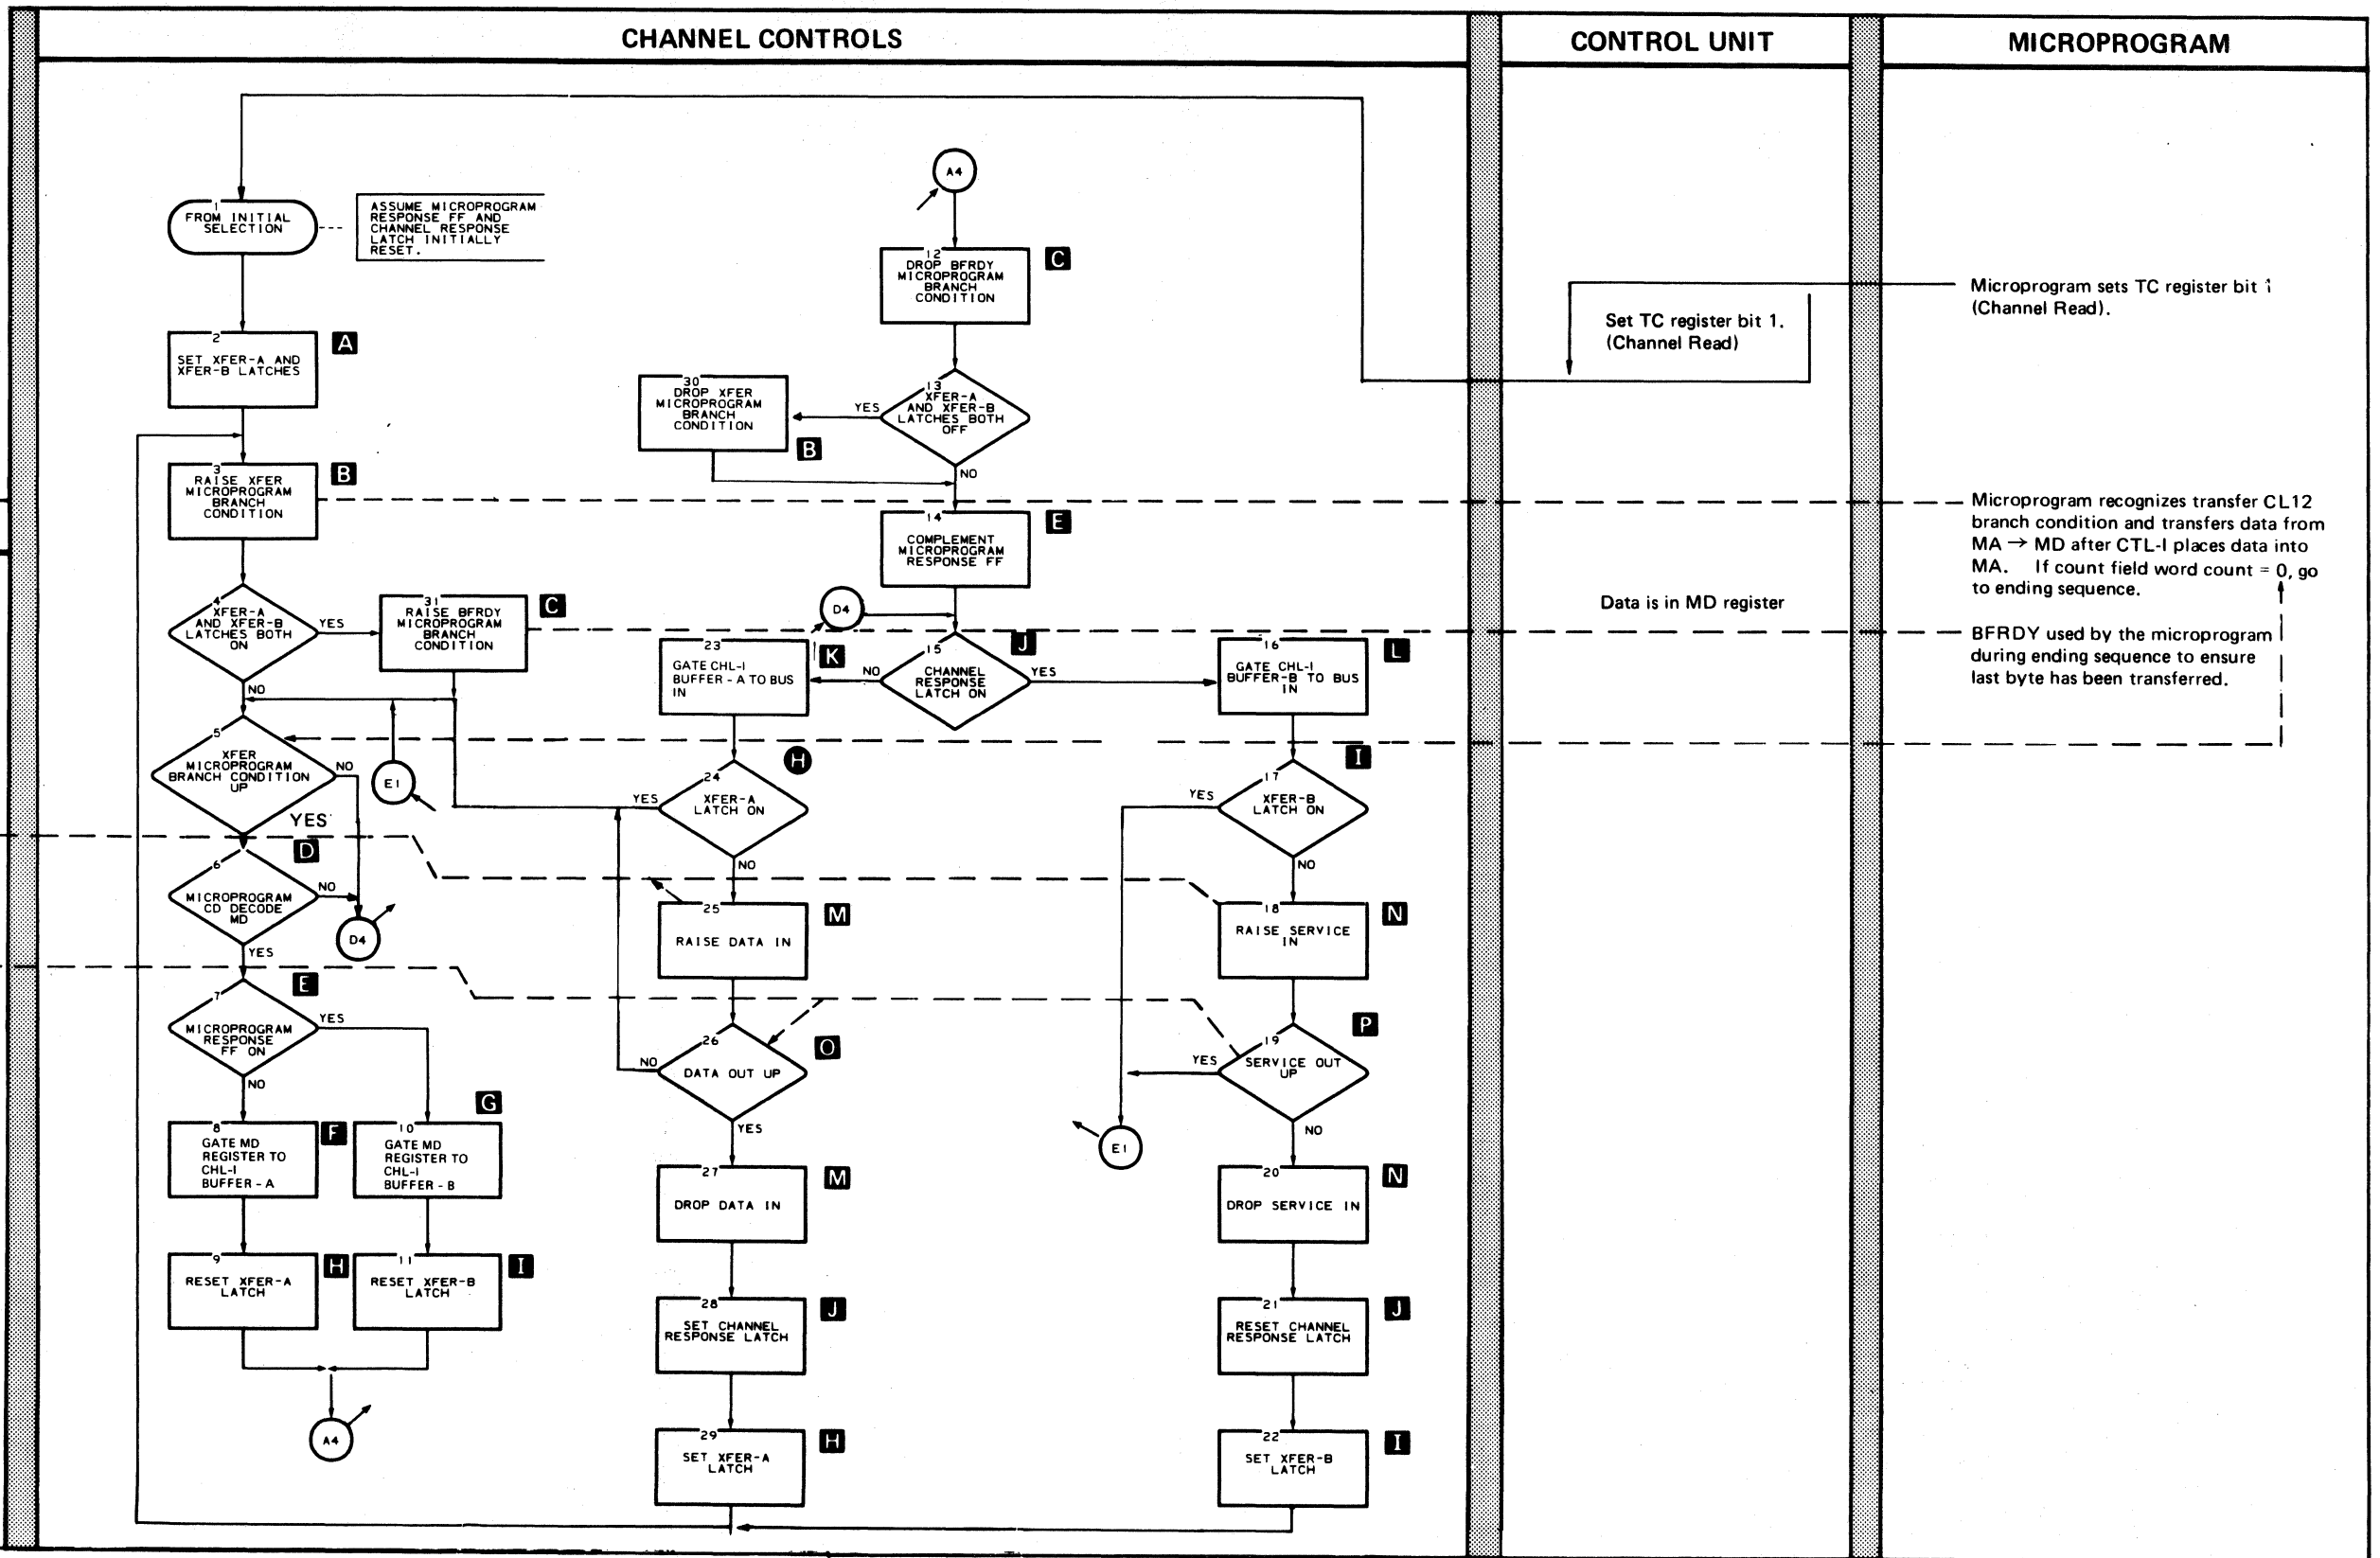 CHANNEL CONTROLS
CONTROL UNIT
MICROPROGRAM
1
FROM INITIAL
SELECTION
ASSUME MICROPROGRAM
RESPONSE FF AND
CHANNEL RESPONSE
LATCH INITIALLY
RESET.
2
SET XFER-A AND
XFER-B LATCHES
A
3
RAISE XFER
MICROPROGRAM
BRANCH
CONDITION
B
4
XFER-A
AND XFER-B
LATCHES BOTH
ON
YES
NO
31
RAISE BFRDY
MICROPROGRAM
BRANCH
CONDITION
C
5
XFER
MICROPROGRAM
BRANCH CONDITION
UP
NO
YES
E1
D
6
MICROPROGRAM
CD DECODE
MD
NO
YES
D4
E
7
MICROPROGRAM
RESPONSE
FF ON
YES
NO
8
GATE MD
REGISTER TO
CHL-I
BUFFER - A
F
G
10
GATE MD
REGISTER TO
CHL-I
BUFFER - B
9
RESET XFER-A
LATCH
H
11
RESET XFER-B
LATCH
I
A4
A4
12
DROP BFRDY
MICROPROGRAM
BRANCH
CONDITION
C
13
XFER-A
AND XFER-B
LATCHES BOTH
OFF
YES
NO
30
DROP XFER
MICROPROGRAM
BRANCH
CONDITION
B
14
COMPLEMENT
MICROPROGRAM
RESPONSE FF
E
D4
15
CHANNEL
RESPONSE
LATCH ON
J
NO
YES
23
GATE CHL-I
BUFFER - A TO BUS
IN
K
H
24
XFER-A
LATCH ON
YES
NO
25
RAISE DATA IN
M
26
DATA OUT UP
O
NO
YES
27
DROP DATA IN
M
28
SET CHANNEL
RESPONSE LATCH
J
29
SET XFER-A
LATCH
H
16
GATE CHL-I
BUFFER-B TO BUS
IN
L
I
17
XFER-B
LATCH ON
YES
NO
18
RAISE SERVICE
IN
N
P
19
SERVICE OUT
UP
YES
NO
E1
20
DROP SERVICE IN
N
21
RESET CHANNEL
RESPONSE LATCH
J
22
SET XFER-B
LATCH
I
Set TC register bit 1.
(Channel Read)
Data is in MD register
Microprogram sets TC register bit 1
(Channel Read).
Microprogram recognizes transfer CL12
branch condition and transfers data from
MA → MD after CTL-I places data into
MA. If count field word count = 0, go
to ending sequence.
BFRDY used by the microprogram
during ending sequence to ensure
last byte has been transferred.